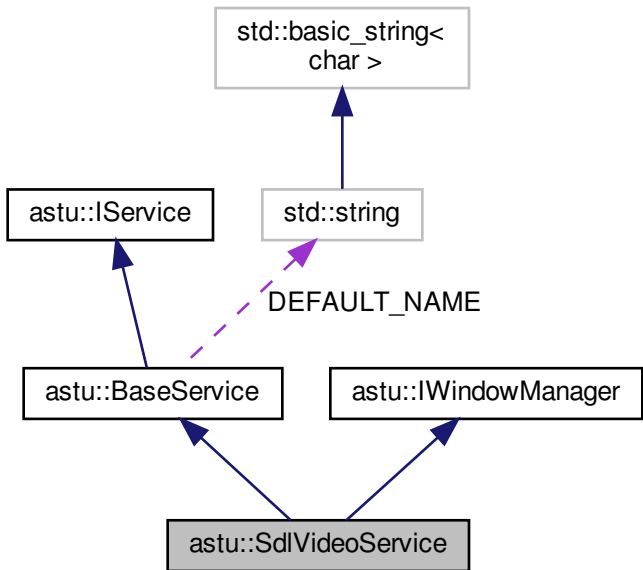 std::basic_string<
char >
astu::IService
std::string
DEFAULT_NAME
astu::BaseService
astu::IWindowManager
astu::SdlVideoService